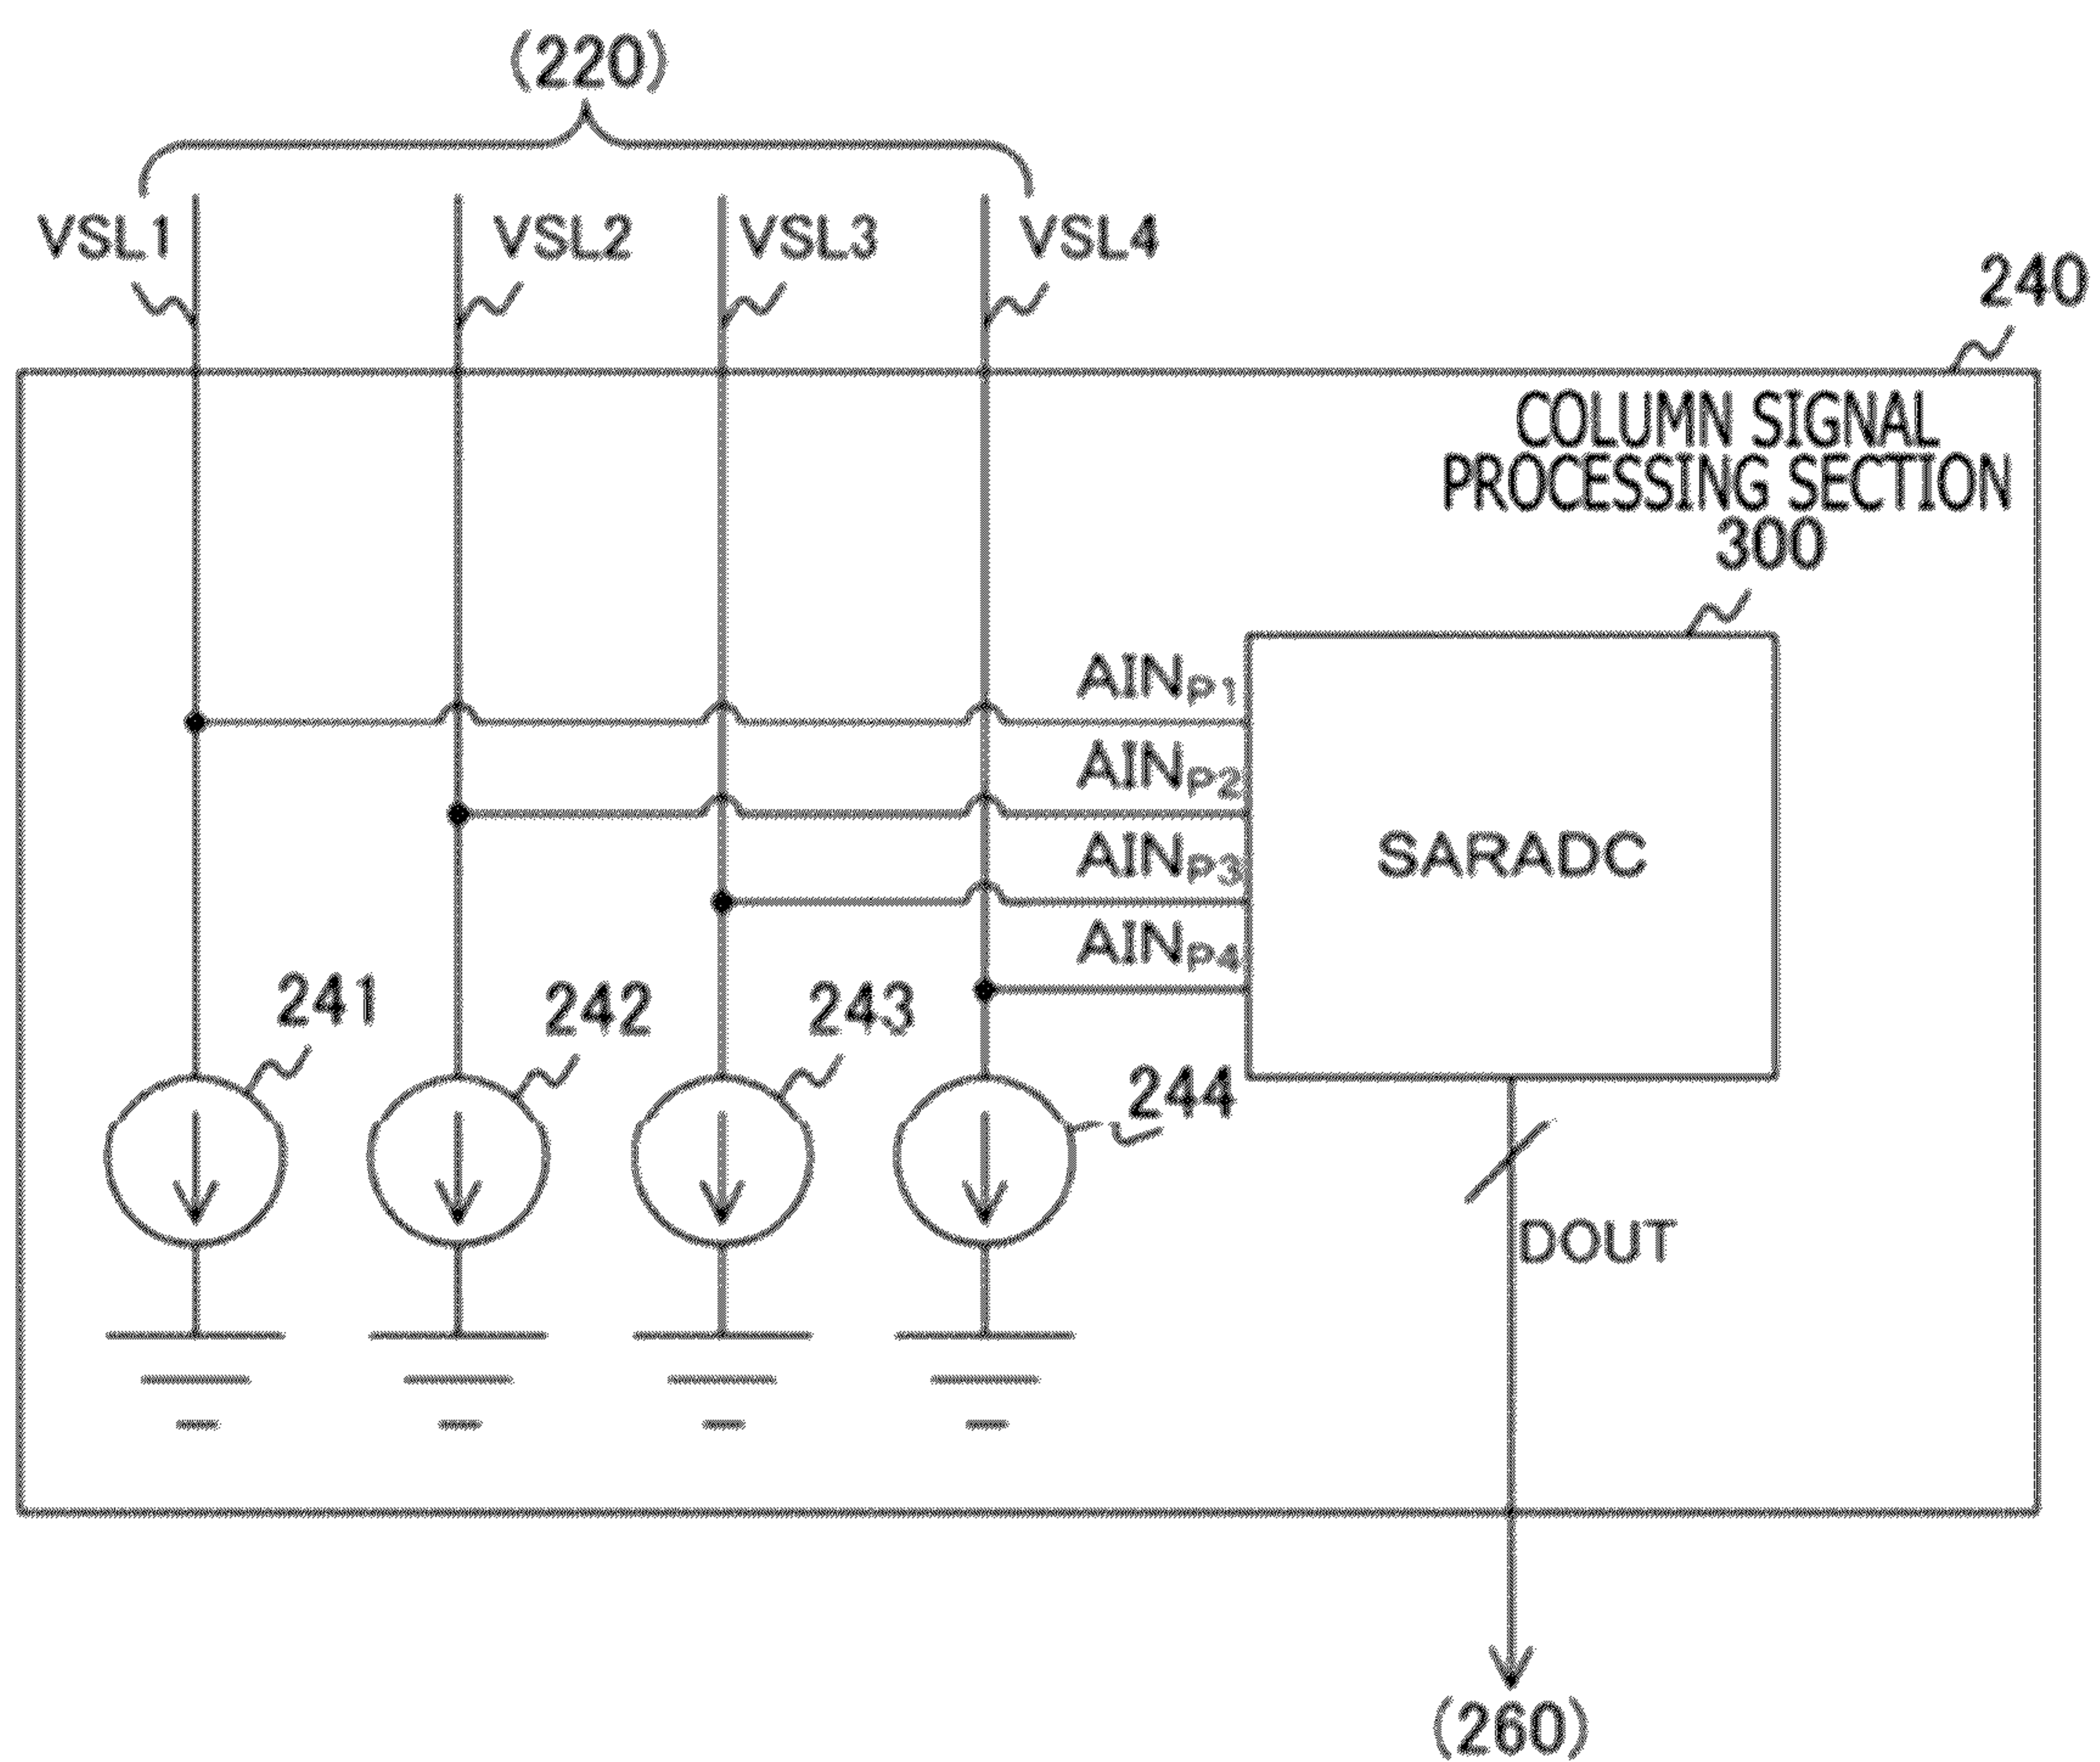 (220)
VSL1 VSL2 VSL3 VSL4
240
COLUMN SIGNAL
PROCESSING SECTION
300
AINP1
AINP2
SARADC
AINP3
AINP4
241 242 243 244
DOUT
(260)